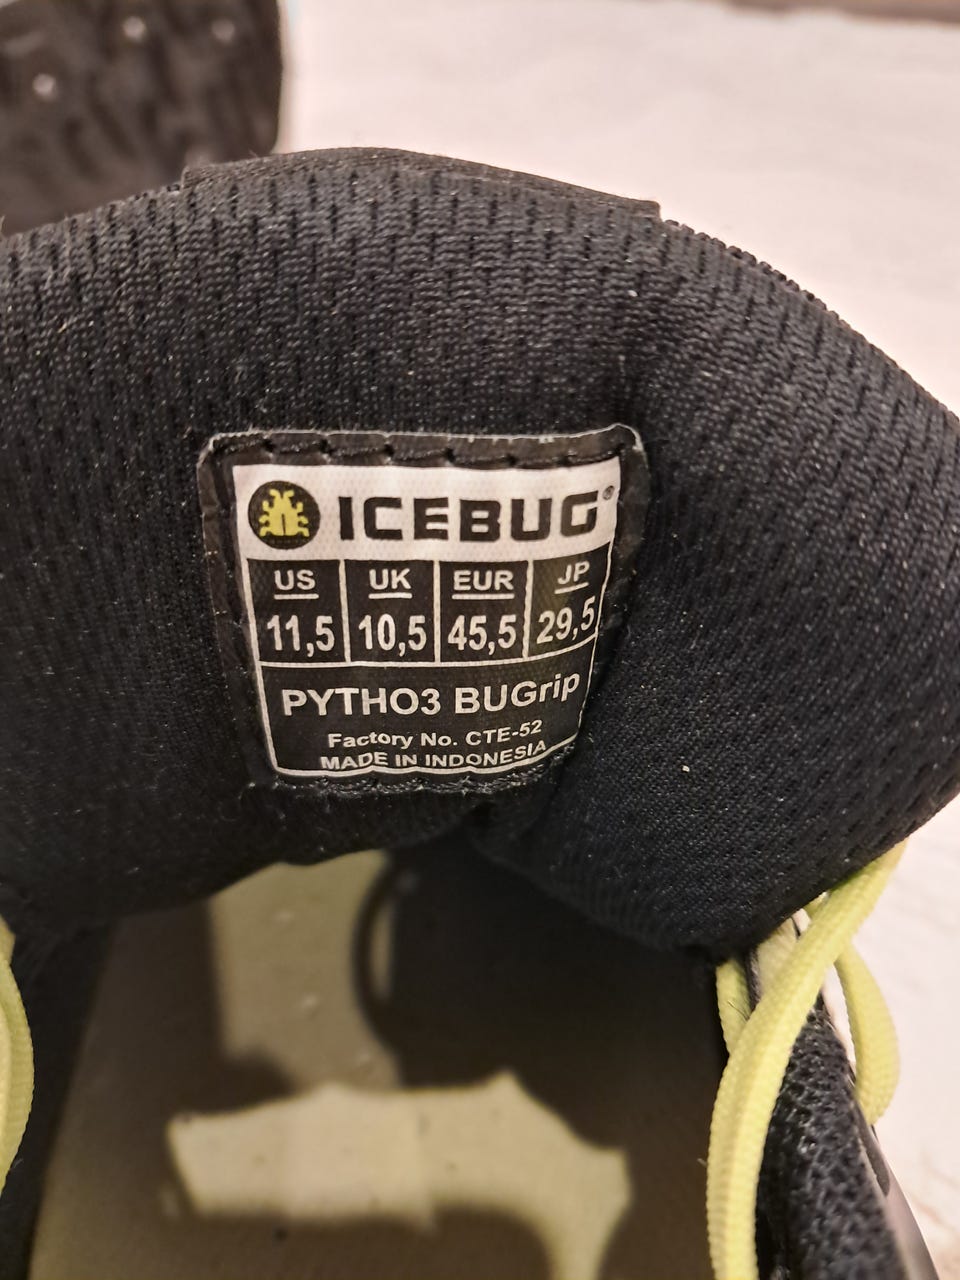 ICEBUG®
US UK EUR JP
11,5 10,5 45,5 29,5
PYTHO3 BUGrip
Factory No. CTE-52
MADE IN INDONESIA